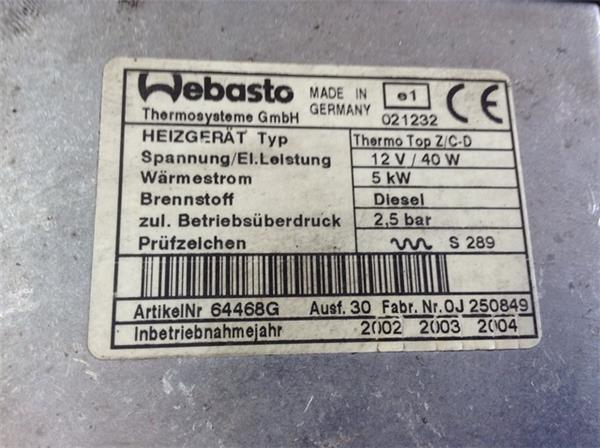 Webasto MADE IN GERMANY e1 021232 CE
Thermosysteme GmbH
HEIZGERÄT Typ Thermo Top Z/C-D
Spannung/El.Leistung 12 V / 40 W
Wärmestrom 5 kW
Brennstoff Diesel
zul. Betriebsüberdruck 2,5 bar
Prüfzeichen S 289
ArtikelNr 64468G Ausf. 30 Fabr. Nr.0J 250849
Inbetriebnahmejahr 2002 2003 2004